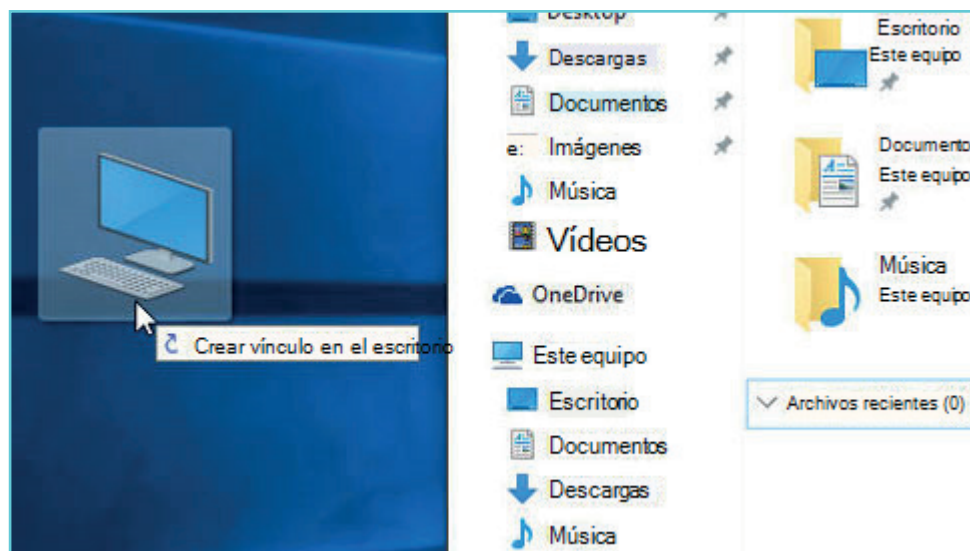 Desktop
Descargas
Documentos
e: Imágenes
Música
Vídeos
OneDrive
Este equipo
Escritorio
Documentos
Descargas
Música
Crear vínculo en el escritorio
Escritorio
Este equipo
Documento
Este equipo
Música
Este equipo
Archivos recientes (0)